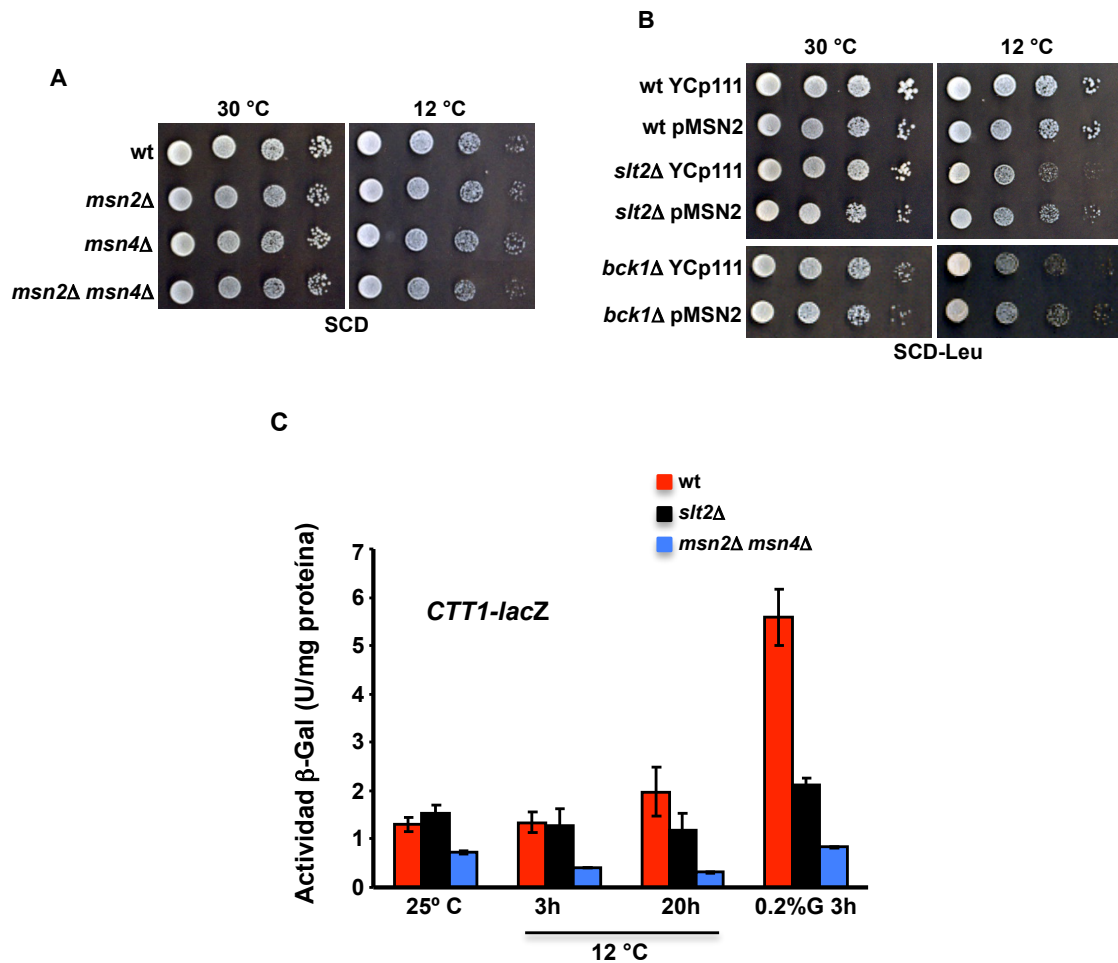 A
30 °C 12 °C
wt
msn2Δ
msn4Δ
msn2Δ msn4Δ
SCD
B
30 °C 12 °C
wt YCp111
wt pMSN2
slt2Δ YCp111
slt2Δ pMSN2
bck1Δ YCp111
bck1Δ pMSN2
SCD-Leu
C
wt
slt2Δ
msn2Δ msn4Δ
Actividad β-Gal (U/mg proteína)
7
6
5
4
3
2
1
0
CTT1-lacZ
25º C 3h 20h 0.2%G 3h
12 °C